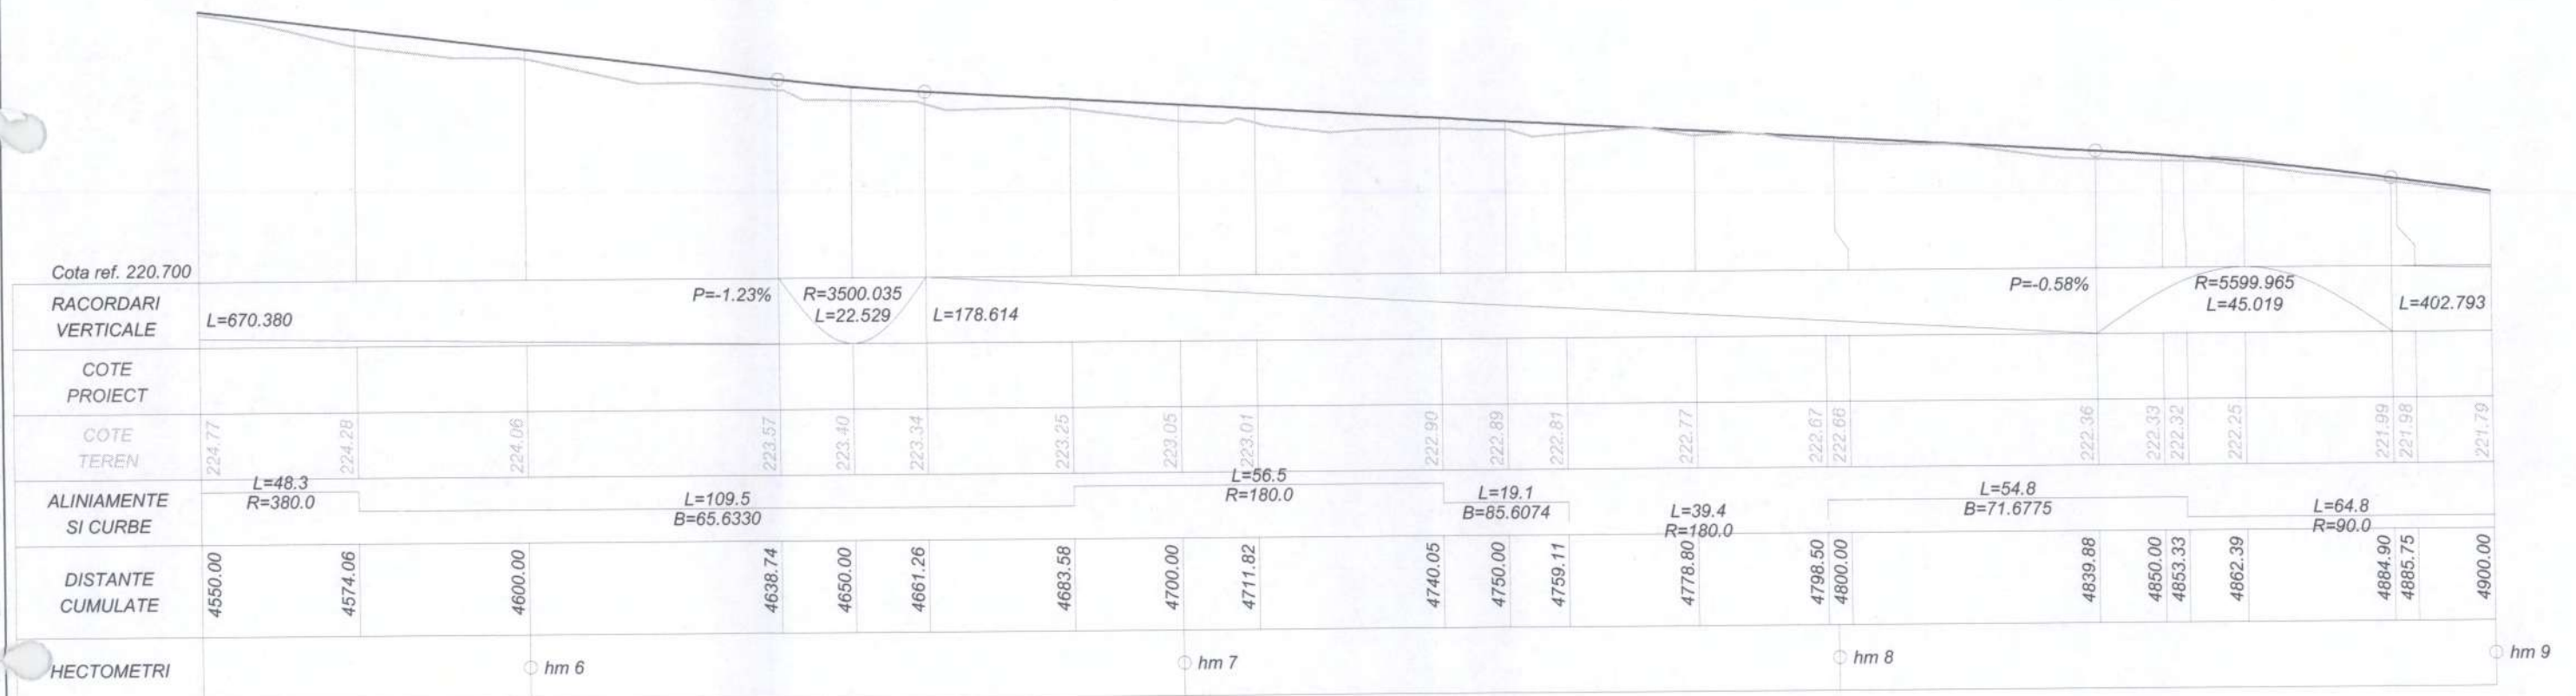 Cota ref. 220.700
RACORDARI
VERTICALE
L=670.380
P=-1.23%
R=3500.035
L=22.529
L=178.614
P=-0.58%
R=5599.965
L=45.019
L=402.793
COTE
PROIECT
COTE
TEREN
224.77 224.28 224.06 223.57 223.40 223.34 223.25 223.05 223.01 222.90 222.89 222.81 222.77 222.67 222.66 222.36 222.33 222.32 222.25 221.99 221.98 221.79
ALINIAMENTE
SI CURBE
L=48.3
R=380.0
L=109.5
B=65.6330
L=56.5
R=180.0
L=19.1
B=85.6074
L=39.4
R=180.0
L=54.8
B=71.6775
L=64.8
R=90.0
DISTANTE
CUMULATE
4550.00 4574.06 4600.00 4638.74 4650.00 4661.26 4683.58 4700.00 4711.82 4740.05 4750.00 4759.11 4778.80 4798.50 4800.00 4839.88 4850.00 4853.33 4862.39 4884.90 4885.75 4900.00
HECTOMETRI
hm 6
hm 7
hm 8
hm 9